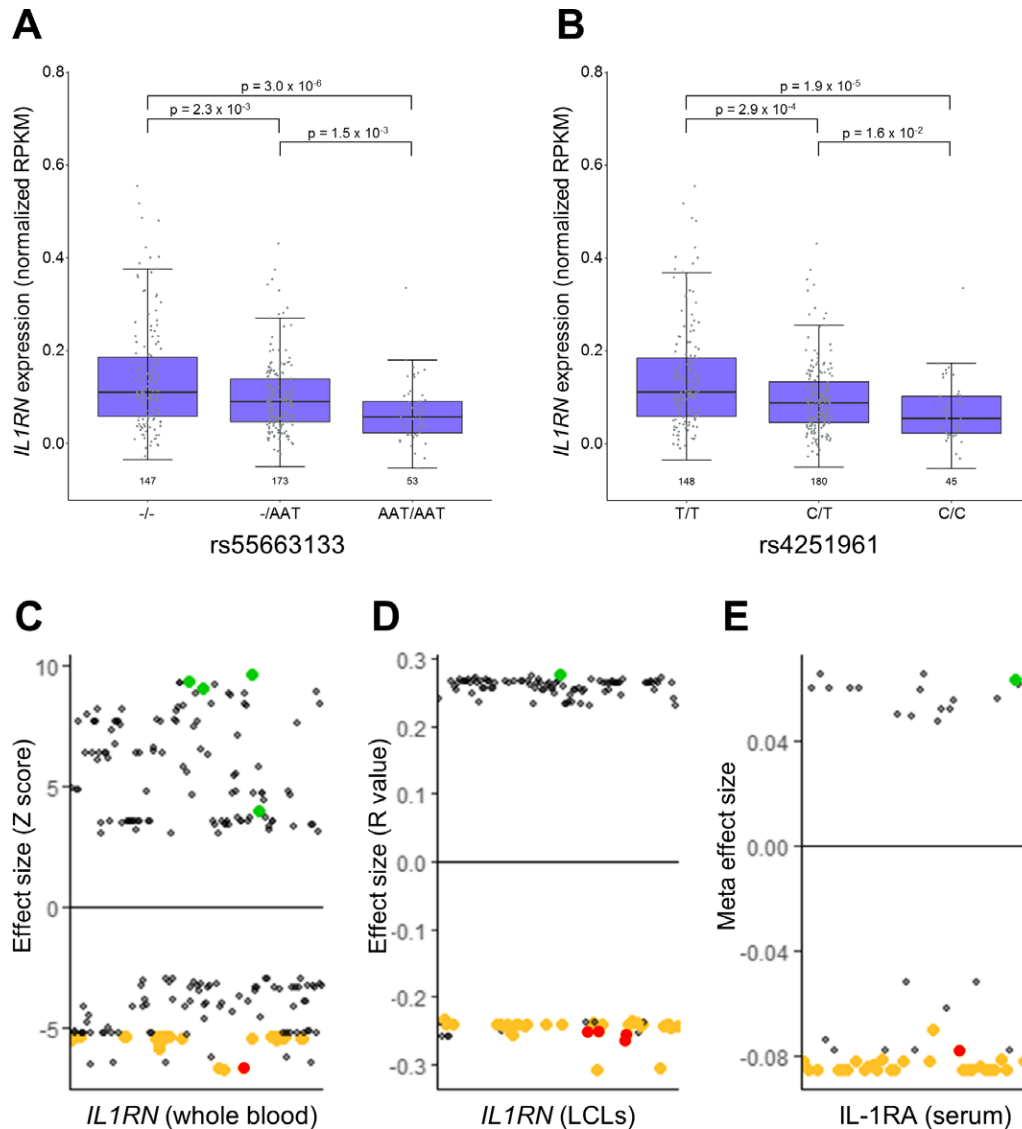 A
IL1RN expression (normalized RPKM)
0.8
0.6
0.4
0.2
0.0
p = 3.0 x 10⁻⁶
p = 2.3 x 10⁻³
p = 1.5 x 10⁻³
147 173 53
-/- -/AAT AAT/AAT
rs55663133
B
IL1RN expression (normalized RPKM)
0.8
0.6
0.4
0.2
0.0
p = 1.9 x 10⁻⁵
p = 2.9 x 10⁻⁴
p = 1.6 x 10⁻²
148 180 45
T/T C/T C/C
rs4251961
C
Effect size (Z score)
10
5
0
-5
IL1RN (whole blood)
D
Effect size (R value)
0.3
0.2
0.1
0.0
-0.1
-0.2
-0.3
IL1RN (LCLs)
E
Meta effect size
0.04
0.00
-0.04
-0.08
IL-1RA (serum)